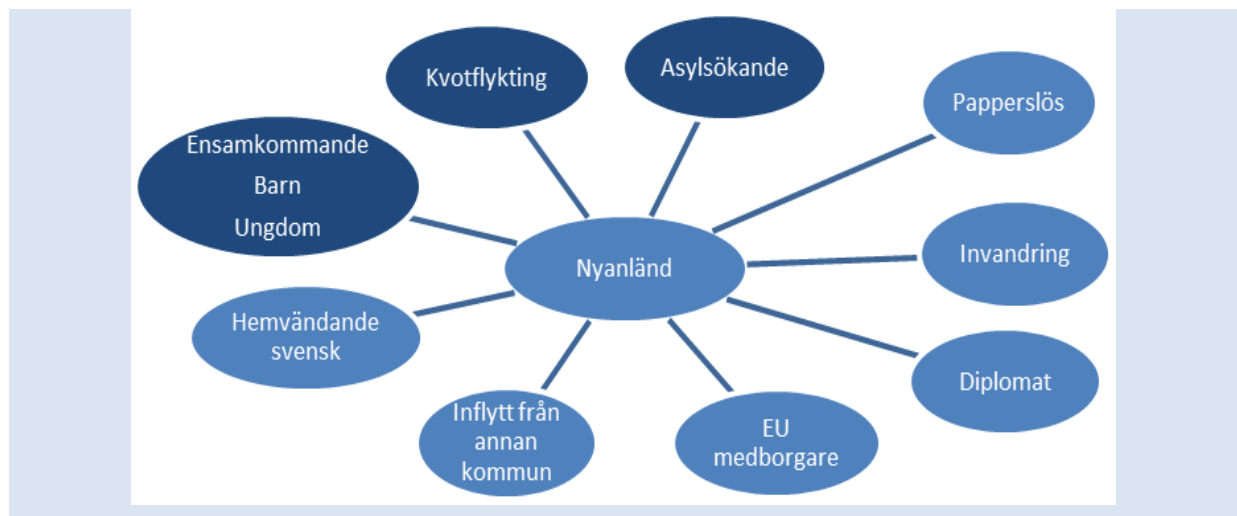 Kvotflykting
Asylsökande
Papperslös
Ensamkommande
Barn
Ungdom
Nyanländ
Invandring
Hemvändande
svensk
Diplomat
Inflytt från
annan
kommun
EU
medborgare